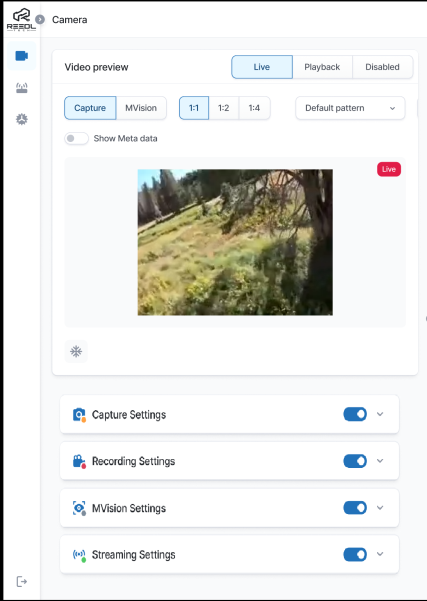 REEDL
Camera
Video preview
Live
Playback
Disabled
Capture
MVision
1:1
1:2
1:4
Default pattern
Show Meta data
Live
Capture Settings
Recording Settings
MVision Settings
Streaming Settings